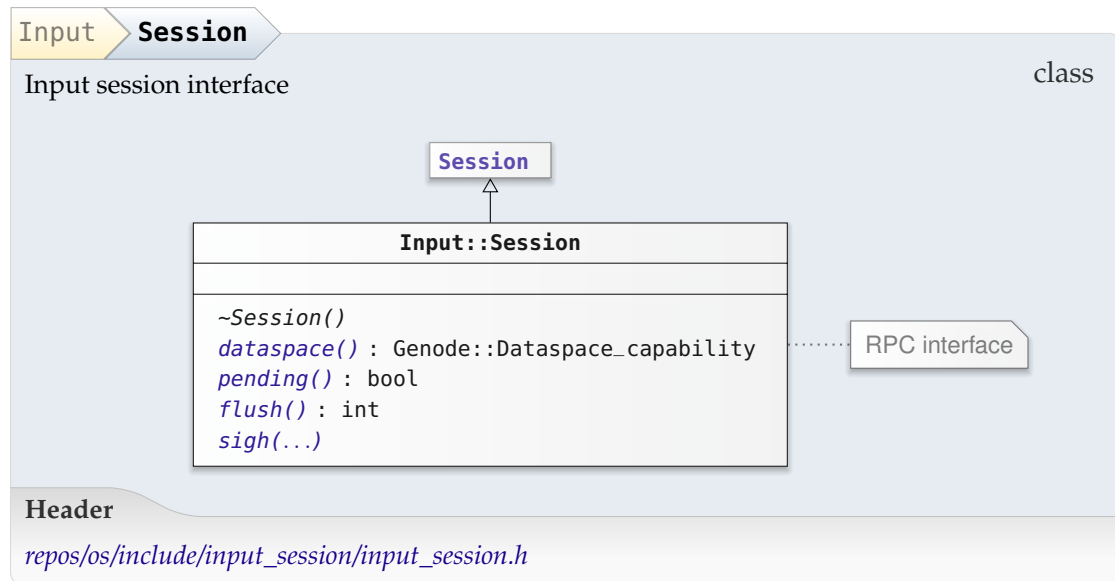 Input Session
class
Input session interface
Session
Input::Session
~Session()
dataspace() : Genode::Dataspace_capability
pending() : bool
flush() : int
sigh(...)
RPC interface
Header
repos/os/include/input_session/input_session.h